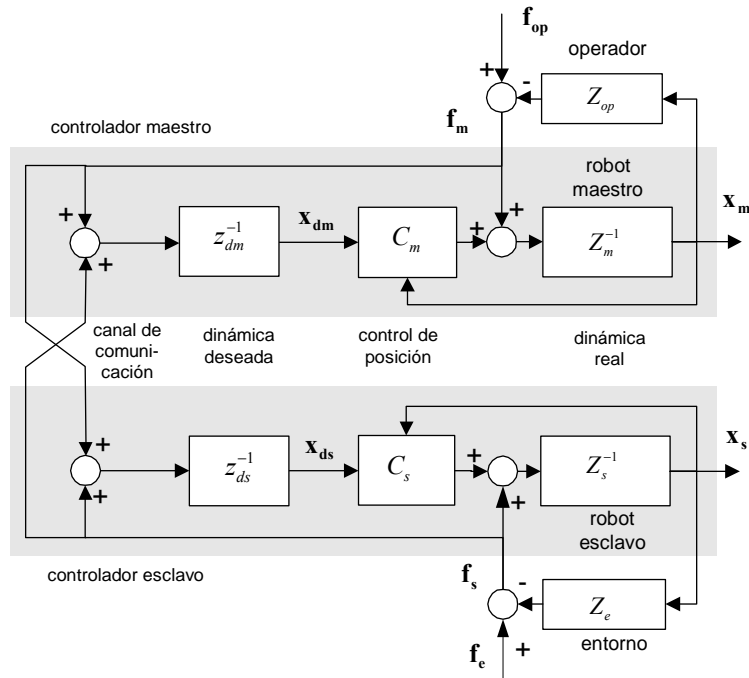 f_op
operador
+
-
Z_op
controlador maestro
f_m
robot
maestro
x_m
+
+
z_dm^-1
x_dm
C_m
+
+
Z_m^-1
canal de
comuni-
cación
dinámica
deseada
control de
posición
dinámica
real
+
+
z_ds^-1
x_ds
C_s
+
+
Z_s^-1
x_s
robot
esclavo
controlador esclavo
f_s
-
Z_e
entorno
f_e
+